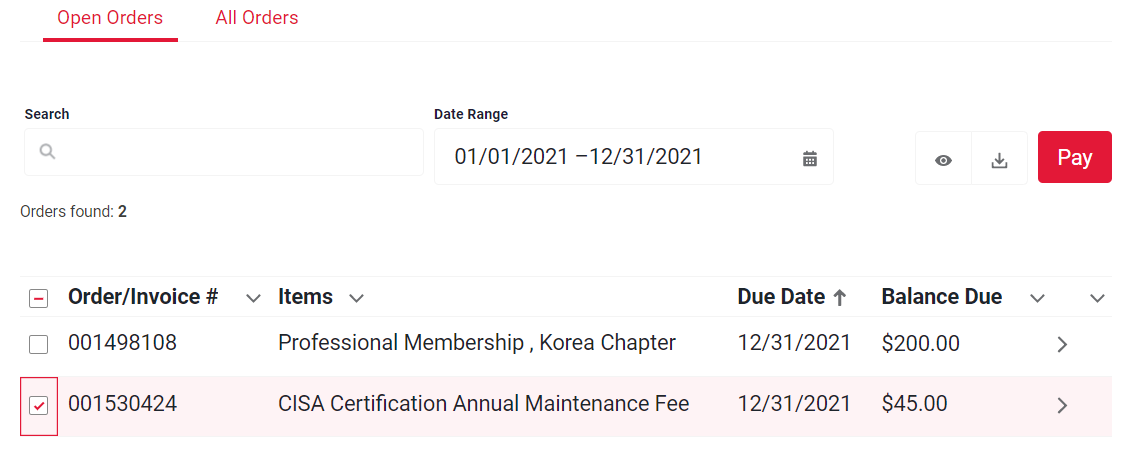 Open Orders All Orders
Search Date Range
01/01/2021 –12/31/2021
Pay
Orders found: 2
Order/Invoice # Items Due Date Balance Due
001498108 Professional Membership , Korea Chapter 12/31/2021 $200.00
001530424 CISA Certification Annual Maintenance Fee 12/31/2021 $45.00